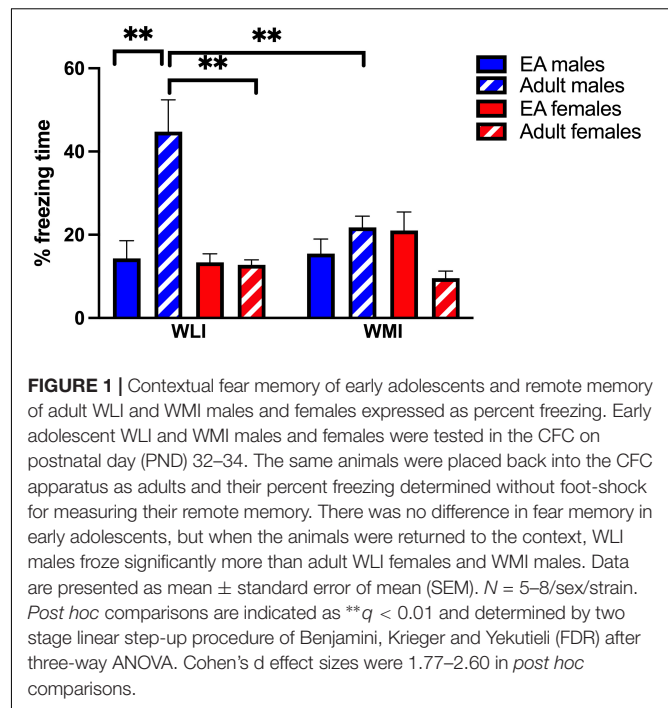 **
**
**
EA males
Adult males
EA females
Adult females
60
40
20
0
% freezing time
WLI
WMI
FIGURE 1 | Contextual fear memory of early adolescents and remote memory
of adult WLI and WMI males and females expressed as percent freezing. Early
adolescent WLI and WMI males and females were tested in the CFC on
postnatal day (PND) 32–34. The same animals were placed back into the CFC
apparatus as adults and their percent freezing determined without foot-shock
for measuring their remote memory. There was no difference in fear memory in
early adolescents, but when the animals were returned to the context, WLI
males froze significantly more than adult WLI females and WMI males. Data
are presented as mean ± standard error of mean (SEM). N = 5–8/sex/strain.
Post hoc comparisons are indicated as **q < 0.01 and determined by two
stage linear step-up procedure of Benjamini, Krieger and Yekutieli (FDR) after
three-way ANOVA. Cohen's d effect sizes were 1.77–2.60 in post hoc
comparisons.